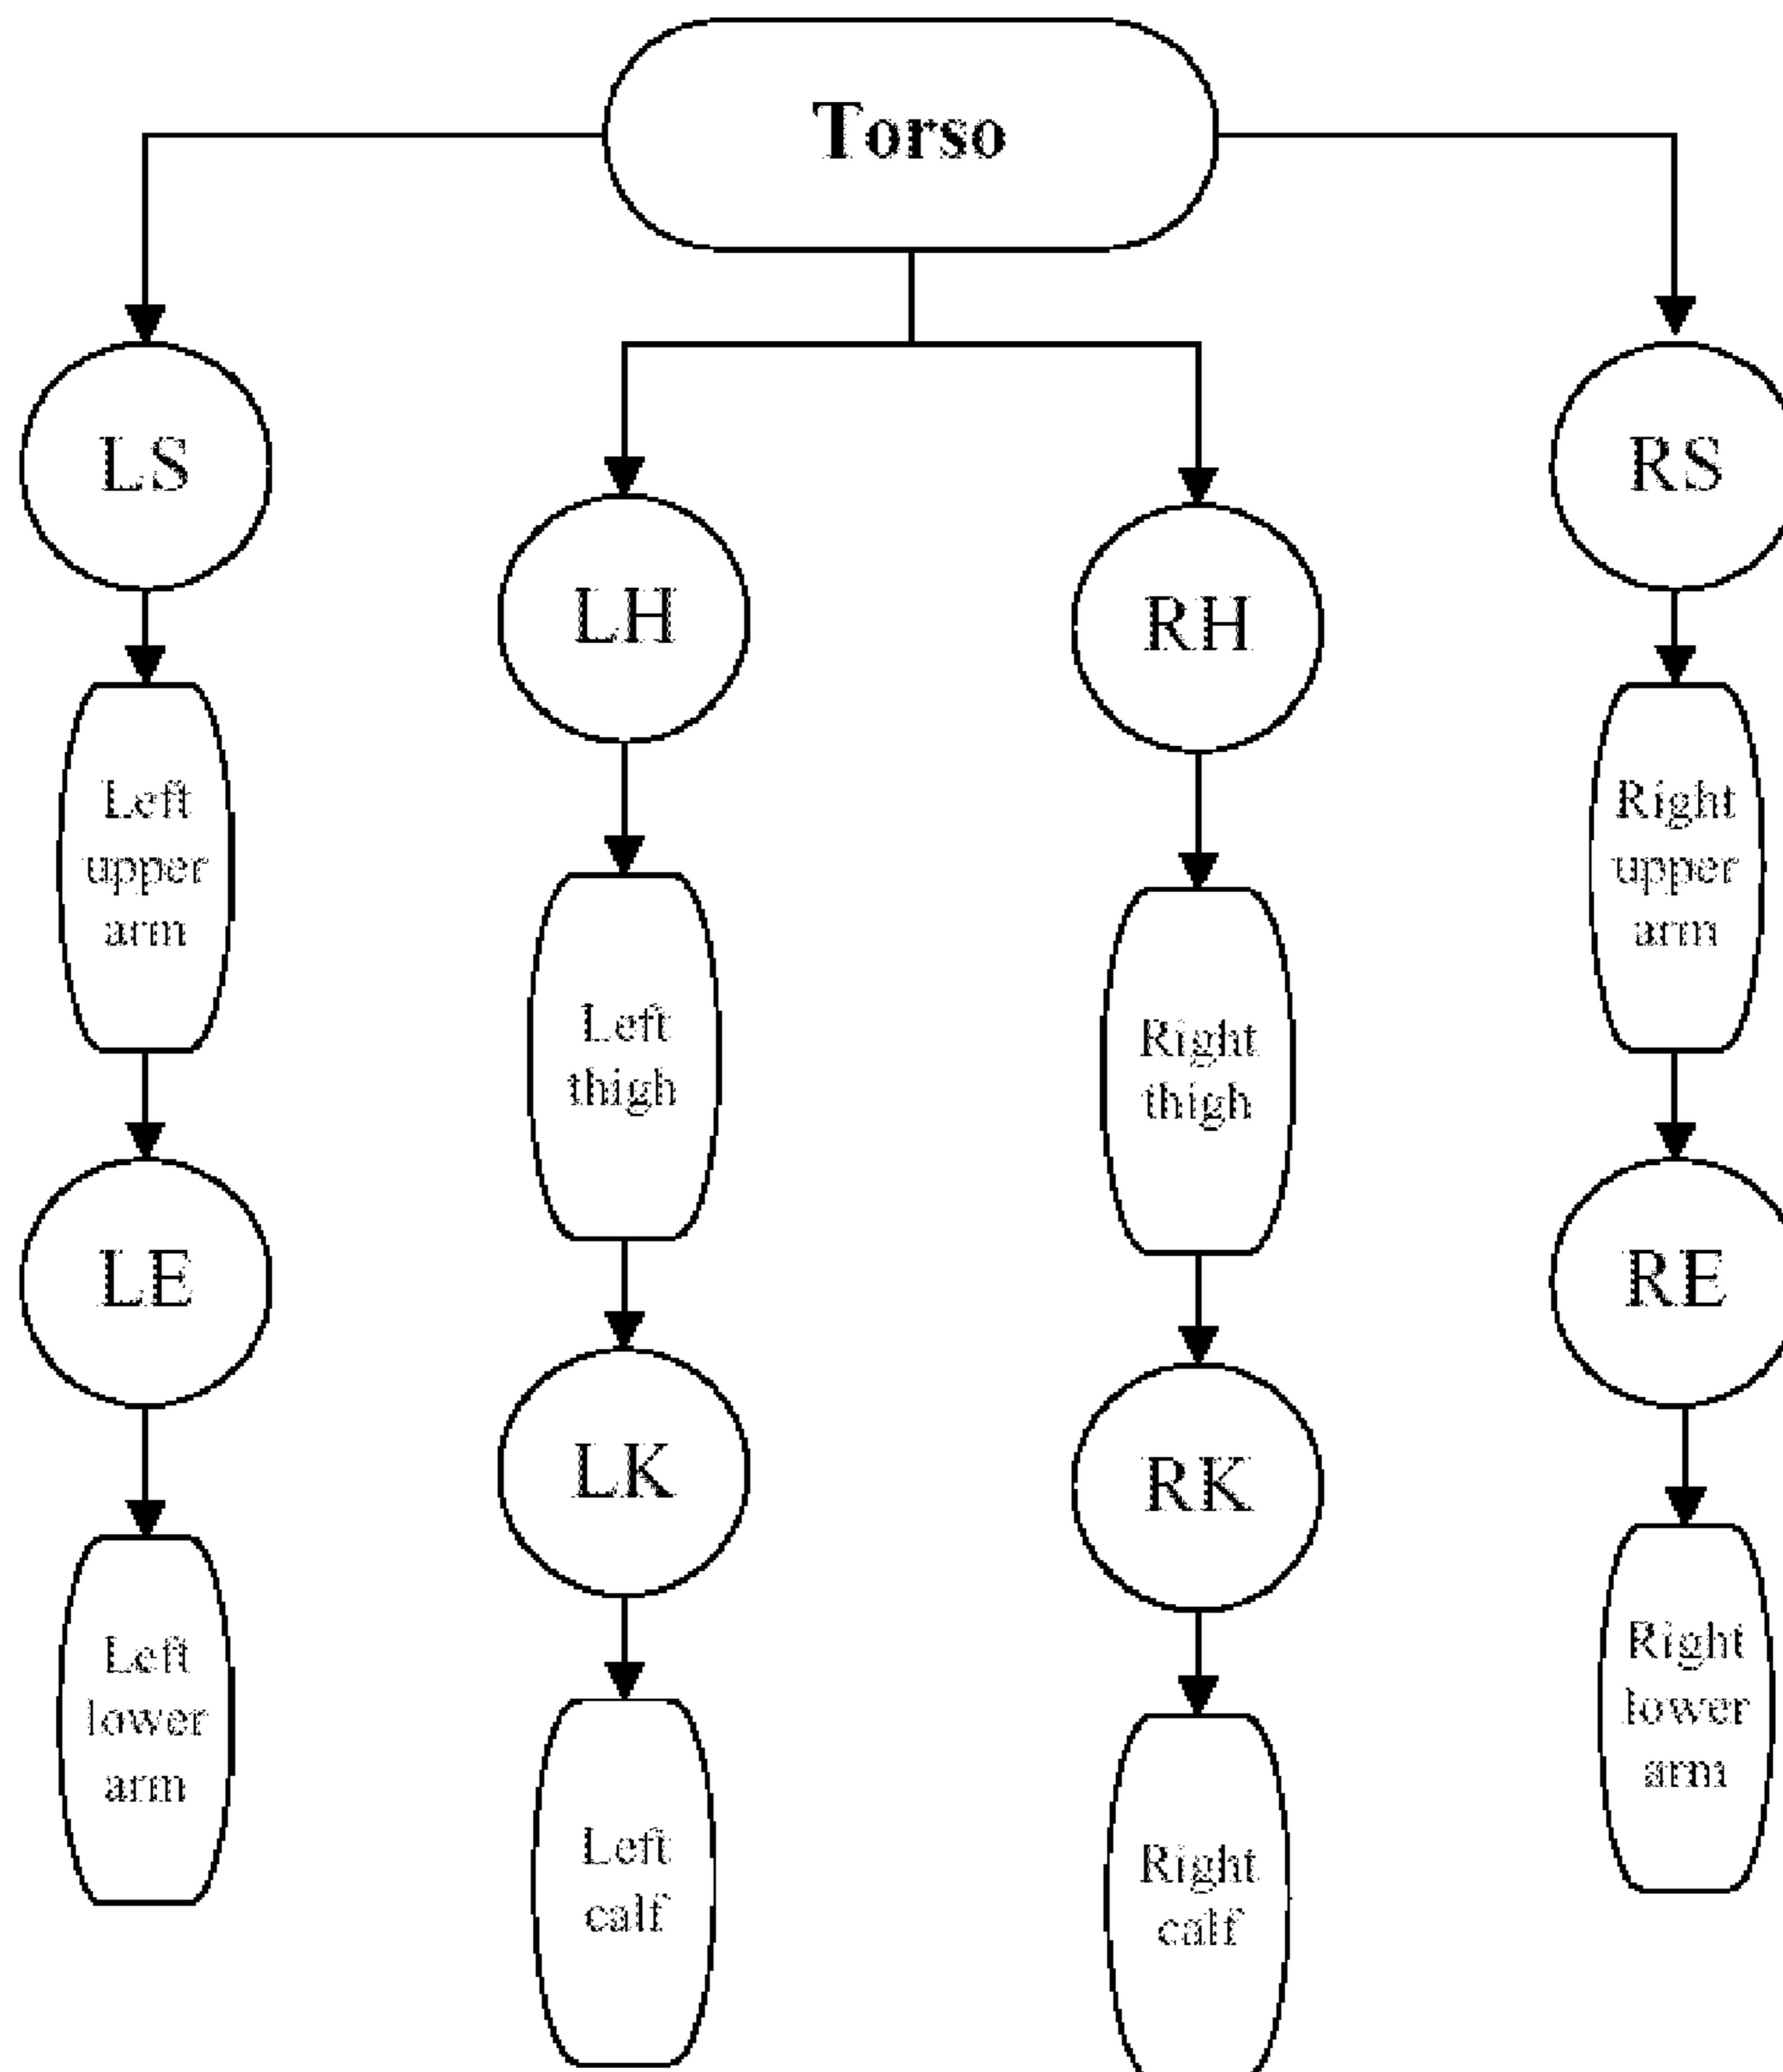 Torso
LS
LH
RH
RS
Left
upper
arm
Left
thigh
Right
thigh
Right
upper
arm
LE
LK
RK
RE
Left
lower
arm
Left
calf
Right
calf
Right
lower
arm